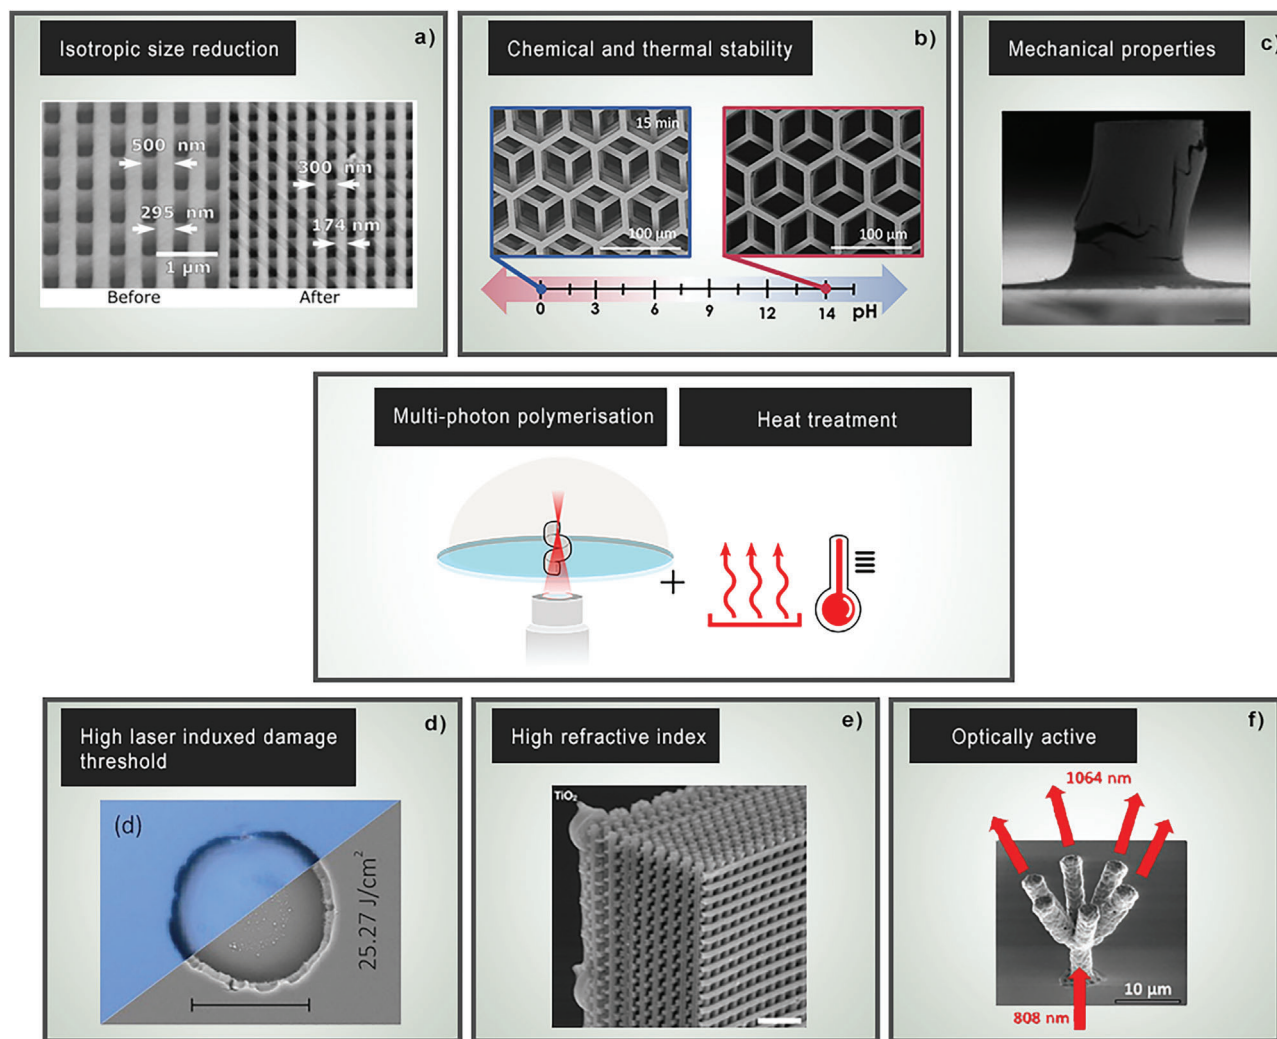 Isotropic size reduction
a)
500 nm
295 nm
1 µm
300 nm
174 nm
Before
After
Chemical and thermal stability
b)
15 min
100 µm
100 µm
0 3 6 9 12 14 pH
Mechanical properties
c)
Multi-photon polymerisation
Heat treatment
+
High laser induxed damage
threshold
d)
(d)
25.27 J/cm²
High refractive index
e)
TiO₂
Optically active
f)
1064 nm
10 µm
808 nm